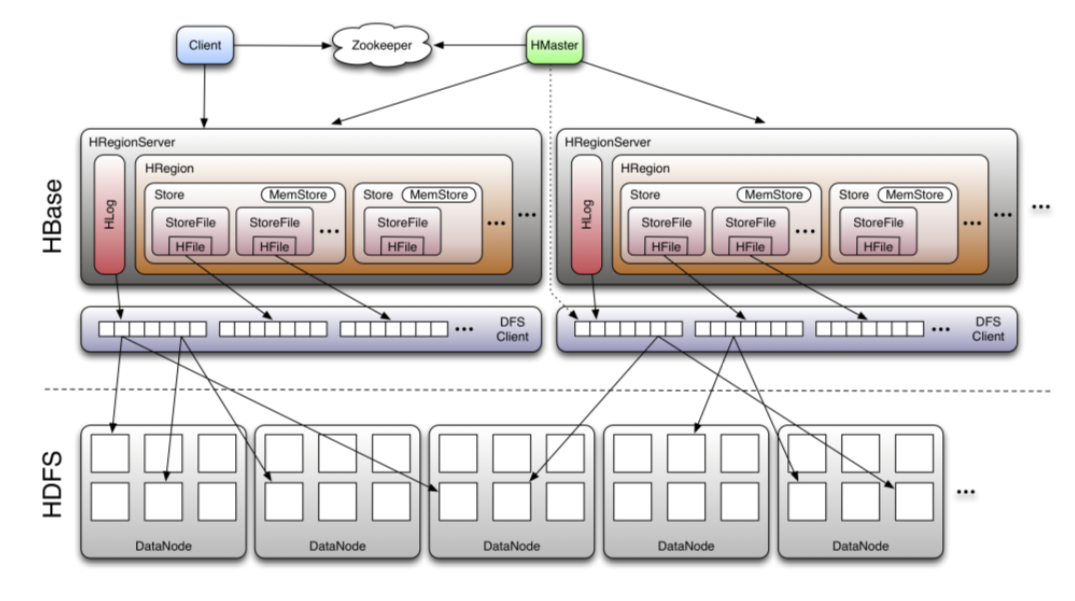 Client
Zookeeper
HMaster
HBase
HRegionServer
HLog
HRegion
Store
MemStore
StoreFile
HFile
StoreFile
HFile
...
Store
MemStore
StoreFile
HFile
...
...
DFS
Client
...
HRegionServer
HLog
HRegion
Store
MemStore
StoreFile
HFile
StoreFile
HFile
...
Store
MemStore
StoreFile
HFile
...
...
...
DFS
Client
...
HDFS
DataNode
DataNode
DataNode
DataNode
DataNode
...